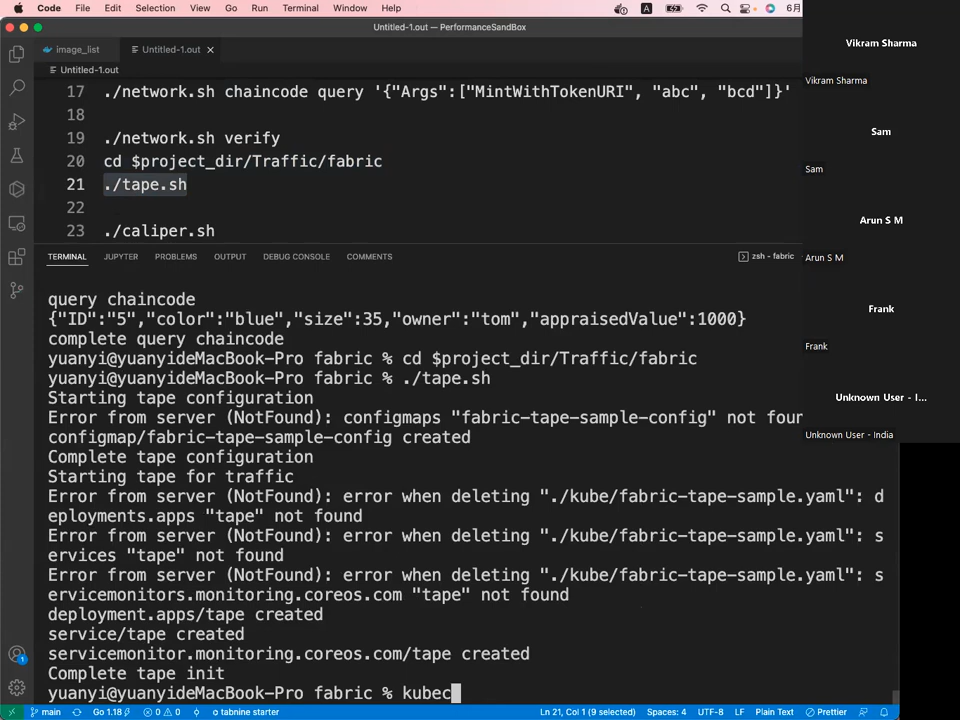 Code File Edit Selection View Go Run Terminal Window Help A 6月
Untitled-1.out — PerformanceSandBox
image_list Untitled-1.out
Untitled-1.out
17 ./network.sh chaincode query '{"Args":["MintWithTokenURI", "abc", "bcd"]}'
18
19 ./network.sh verify
20 cd $project_dir/Traffic/fabric
21 ./tape.sh
22
23 ./caliper.sh
TERMINAL JUPYTER PROBLEMS OUTPUT DEBUG CONSOLE COMMENTS zsh - fabric
query chaincode
{"ID":"5","color":"blue","size":35,"owner":"tom","appraisedValue":1000}
complete query chaincode
yuanyi@yuanyideMacBook-Pro fabric % cd $project_dir/Traffic/fabric
yuanyi@yuanyideMacBook-Pro fabric % ./tape.sh
Starting tape configuration
Error from server (NotFound): configmaps "fabric-tape-sample-config" not foun
configmap/fabric-tape-sample-config created
Complete tape configuration
Starting tape for traffic
Error from server (NotFound): error when deleting "./kube/fabric-tape-sample.yaml": d
eployments.apps "tape" not found
Error from server (NotFound): error when deleting "./kube/fabric-tape-sample.yaml": s
ervices "tape" not found
Error from server (NotFound): error when deleting "./kube/fabric-tape-sample.yaml": s
ervicemonitors.monitoring.coreos.com "tape" not found
deployment.apps/tape created
service/tape created
servicemonitor.monitoring.coreos.com/tape created
Complete tape init
yuanyi@yuanyideMacBook-Pro fabric % kubec
1
main Go 1.18 0 0 tabnine starter Ln 21, Col 1 (9 selected) Spaces: 4 UTF-8 LF Plain Text Prettier
Vikram Sharma
Vikram Sharma
Sam
Sam
Arun S M
Arun S M
Frank
Frank
Unknown User - I...
Unknown User - India